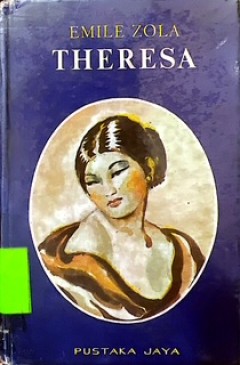 EMILE ZOLA
THERESA
PUSTAKA JAYA